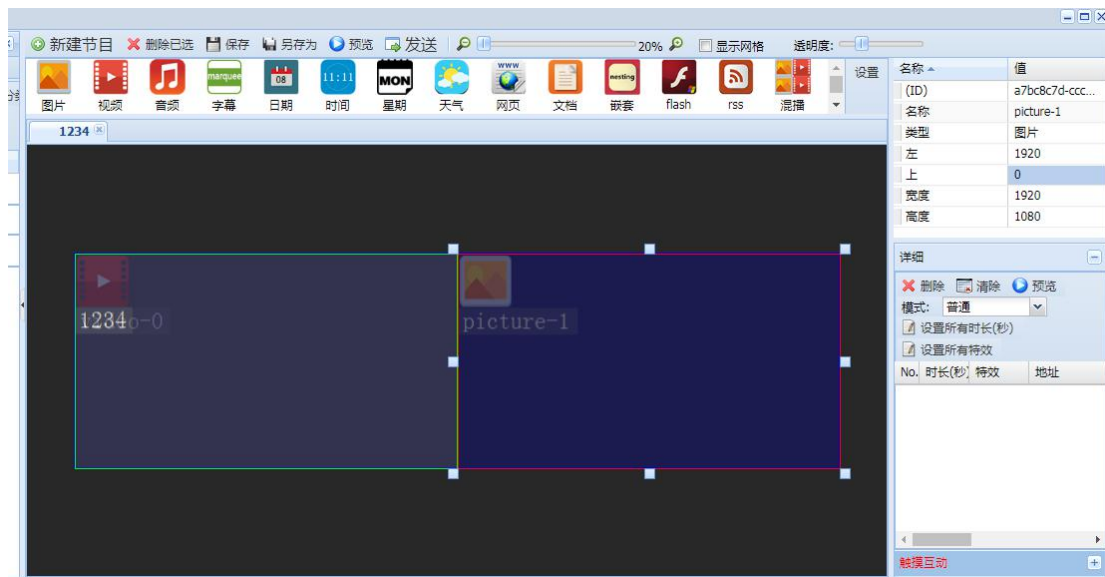 新建节目 删除已选 保存 另存为 预览 发送 20% 显示网格 透明度:
marquee 08 11:11 MON WWW nesting
图片 视频 音频 字幕 日期 时间 星期 天气 网页 文档 嵌套 flash rss 混播 设置
1234
1234
picture-1
名称 值
(ID) a7bc8c7d-ccc...
名称 picture-1
类型 图片
左 1920
上 0
宽度 1920
高度 1080
详细
删除 清除 预览
模式: 普通
设置所有时长(秒)
设置所有特效
No. 时长(秒) 特效 地址
触摸互动